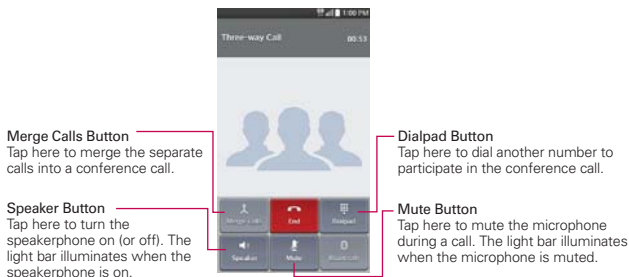 1:00 PM
Three-way Call 00:53
Merge Calls Button
Tap here to merge the separate
calls into a conference call.
Speaker Button
Tap here to turn the
speakerphone on (or off). The
light bar illuminates when the
speakerphone is on.
Merge Calls
End
Dialpad
Speaker
Mute
Bluetooth
Dialpad Button
Tap here to dial another number to
participate in the conference call.
Mute Button
Tap here to mute the microphone
during a call. The light bar illuminates
when the microphone is muted.